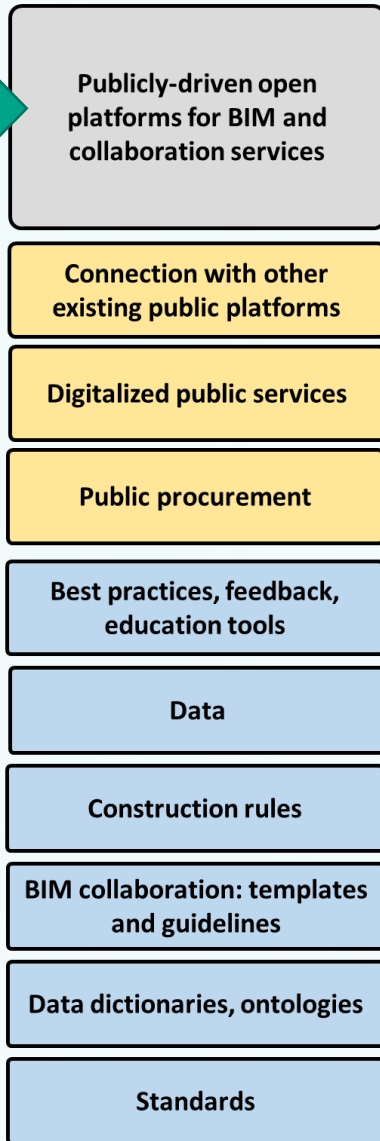 Publicly-driven open
platforms for BIM and
collaboration services
Connection with other
existing public platforms
Digitalized public services
Public procurement
Best practices, feedback,
education tools
Data
Construction rules
BIM collaboration: templates
and guidelines
Data dictionaries, ontologies
Standards